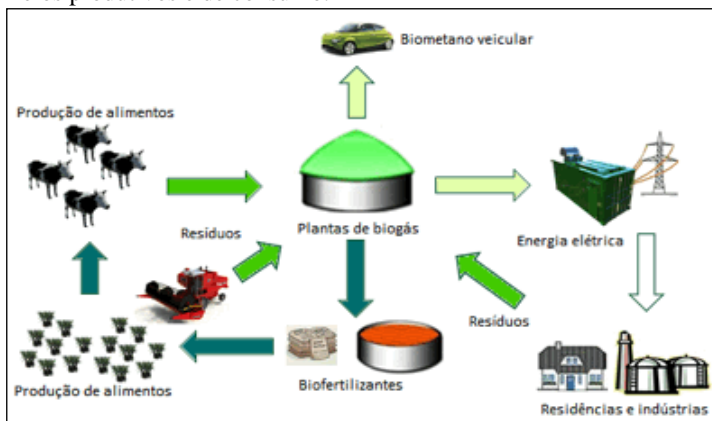 Biometano veicular
Produção de alimentos
Resíduos
Plantas de biogás
Energia elétrica
Resíduos
Produção de alimentos
Biofertilizantes
Residências e indústrias